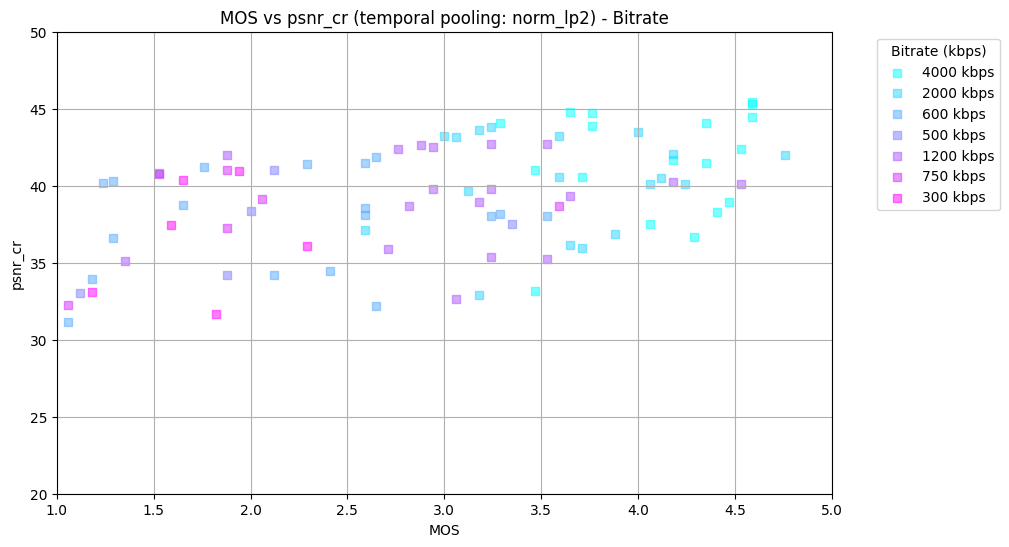 MOS vs psnr_cr (temporal pooling: norm_lp2) - Bitrate
psnr_cr
50
45
40
35
30
25
20
1.0 1.5 2.0 2.5 3.0 3.5 4.0 4.5 5.0
MOS
Bitrate (kbps)
4000 kbps
2000 kbps
600 kbps
500 kbps
1200 kbps
750 kbps
300 kbps